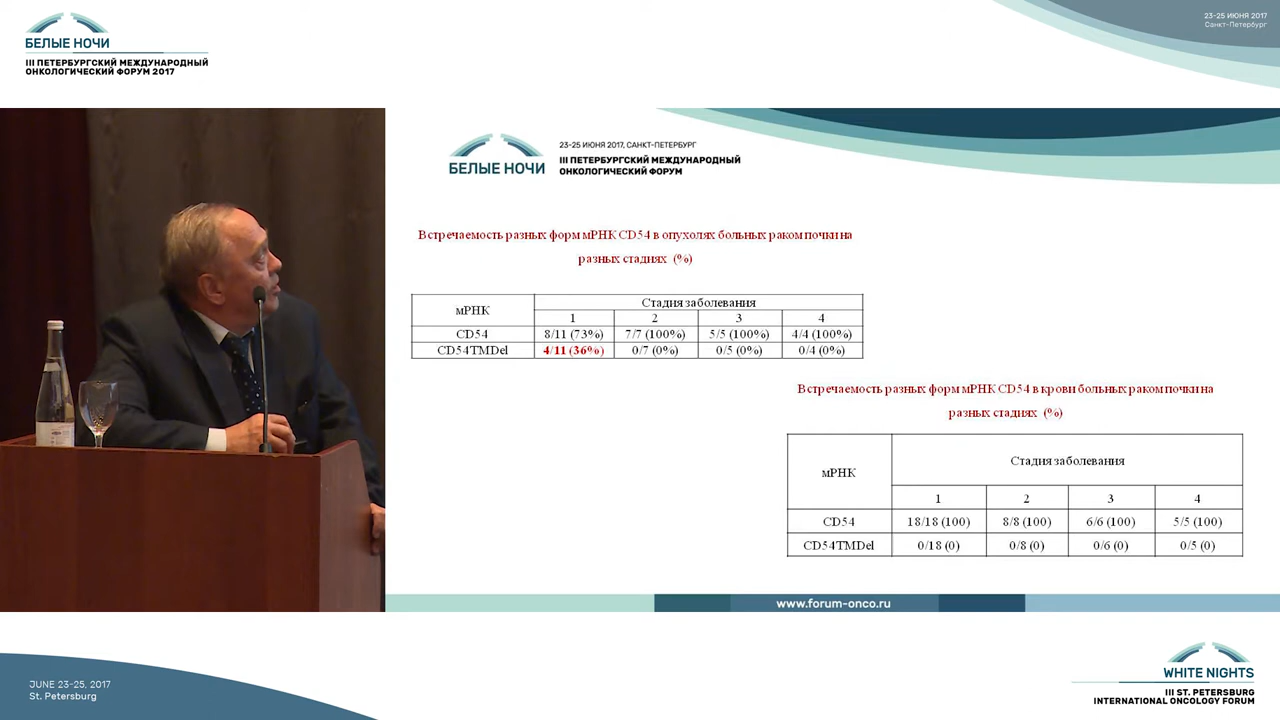 БЕЛЫЕ НОЧИ
III ПЕТЕРБУРГСКИЙ МЕЖДУНАРОДНЫЙ
ОНКОЛОГИЧЕСКИЙ ФОРУМ 2017
23-25 ИЮНЯ 2017
Санкт-Петербург
БЕЛЫЕ НОЧИ
23-25 ИЮНЯ 2017, САНКТ-ПЕТЕРБУРГ
III ПЕТЕРБУРГСКИЙ МЕЖДУНАРОДНЫЙ
ОНКОЛОГИЧЕСКИЙ ФОРУМ
Встречаемость разных форм мРНК CD54 в опухолях больных раком почки на
разных стадиях (%)
мРНК Стадия заболевания
1 2 3 4
CD54 8/11 (73%) 7/7 (100%) 5/5 (100%) 4/4 (100%)
CD54TMDel 4/11 (36%) 0/7 (0%) 0/5 (0%) 0/4 (0%)
Встречаемость разных форм мРНК CD54 в крови больных раком почки на
разных стадиях (%)
мРНК Стадия заболевания
1 2 3 4
CD54 18/18 (100) 8/8 (100) 6/6 (100) 5/5 (100)
CD54TMDel 0/18 (0) 0/8 (0) 0/6 (0) 0/5 (0)
www.forum-onco.ru
JUNE 23-25, 2017
St. Petersburg
WHITE NIGHTS
III ST. PETERSBURG
INTERNATIONAL ONCOLOGY FORUM